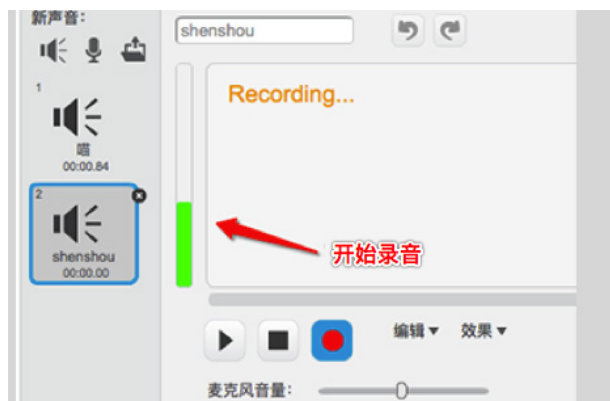 新声音:
shenshou
1
喵
00:00.84
2
shenshou
00:00.00
Recording...
开始录音
编辑 效果
麦克风音量: